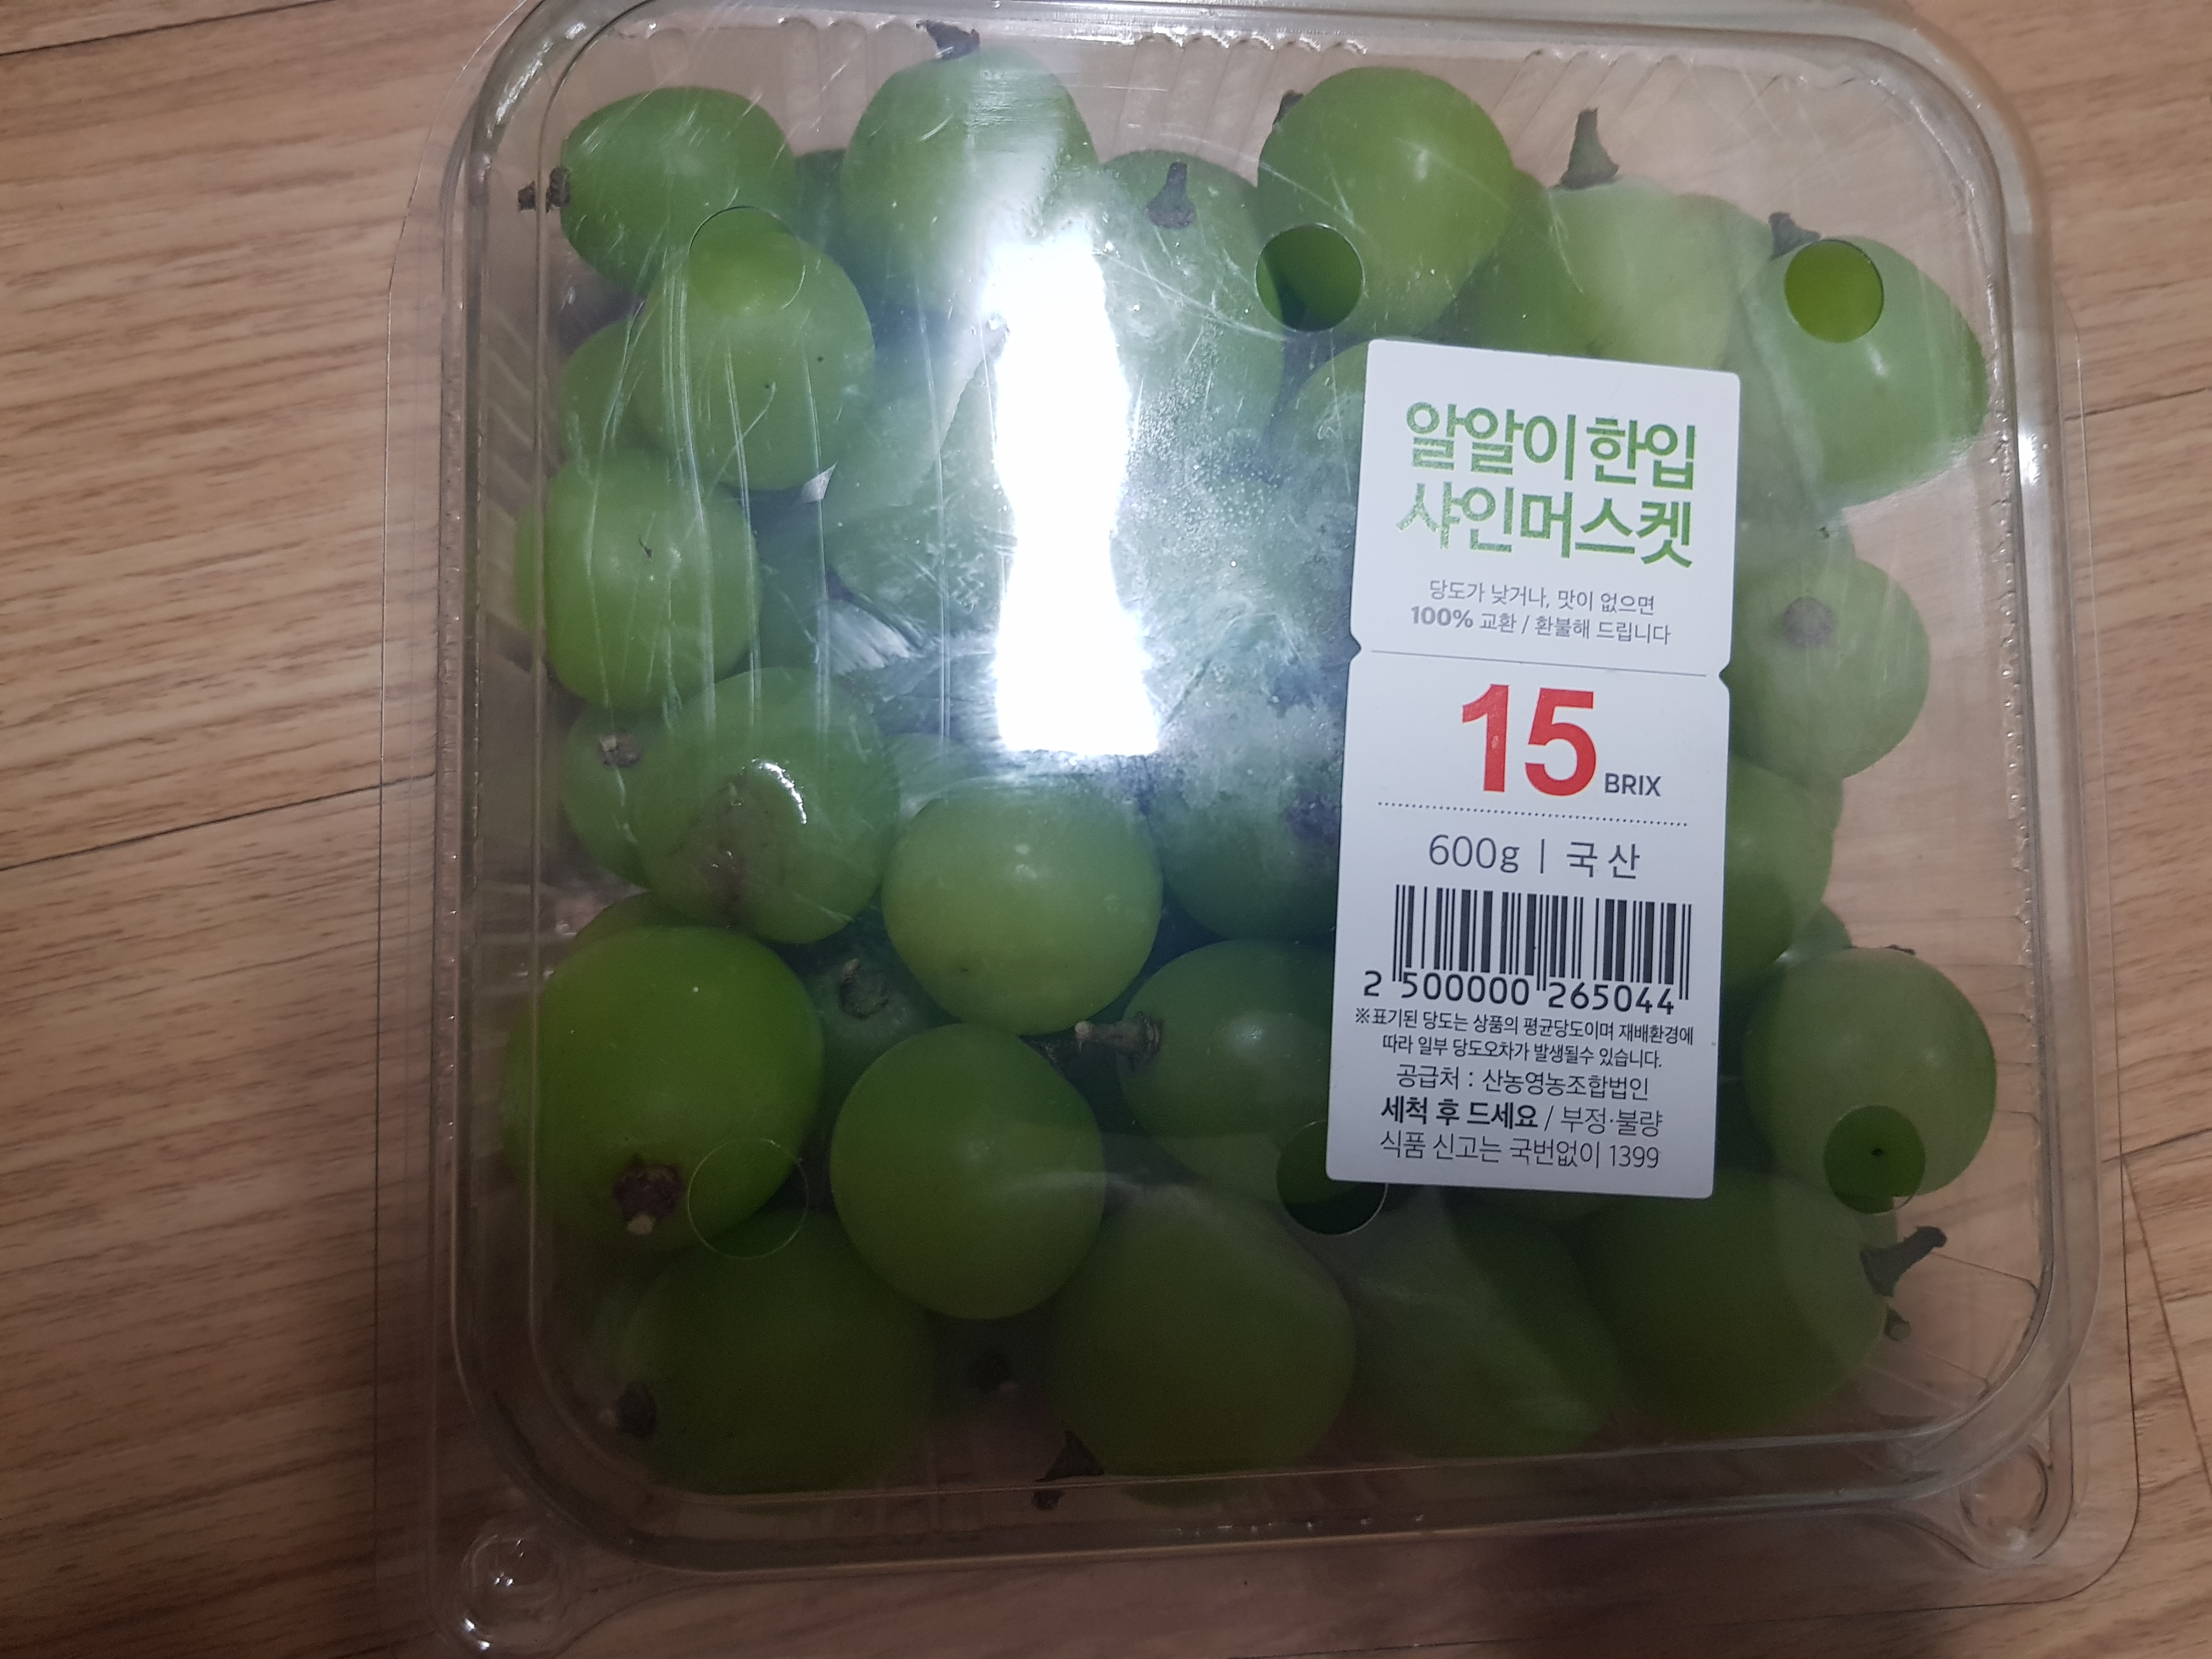 알알이 한입
샤인머스켓
당도가 낮거나, 맛이 없으면
100% 교환 / 환불해 드립니다
15 BRIX
600g | 국산
2 500000 265044
※표기된 당도는 상품의 평균당도이며 재배환경에
따라 일부 당도오차가 발생될수 있습니다.
공급처 : 산농영농조합법인
세척 후 드세요 / 부정·불량
식품 신고는 국번없이 1399